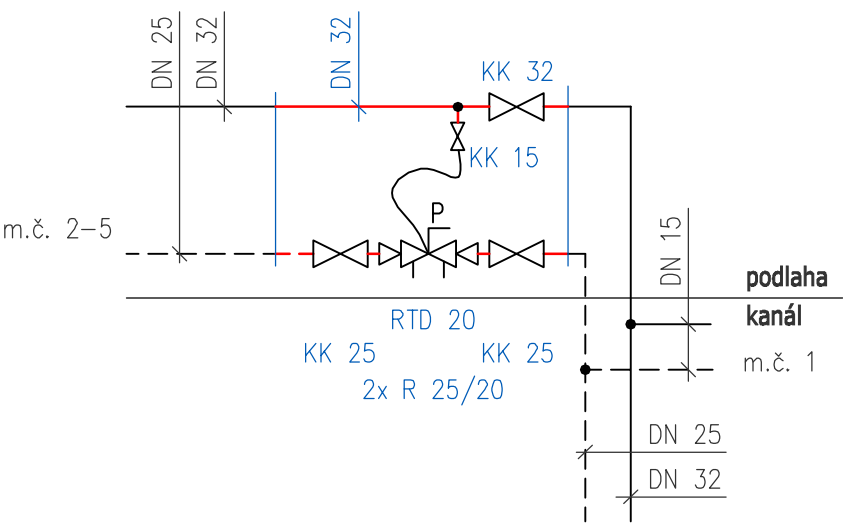 DN 25
DN 32
DN 32
KK 32
KK 15
P
m.č. 2-5
DN 15
podlaha
kanál
RTD 20
KK 25
KK 25
m.č. 1
2x R 25/20
DN 25
DN 32